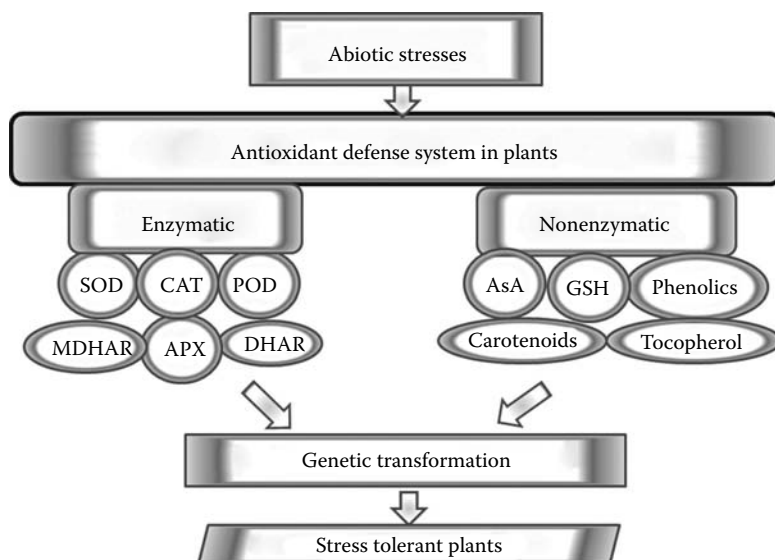 Abiotic stresses
Antioxidant defense system in plants
Enzymatic
Nonenzymatic
SOD CAT POD
AsA GSH Phenolics
MDHAR APX DHAR
Carotenoids Tocopherol
Genetic transformation
Stress tolerant plants